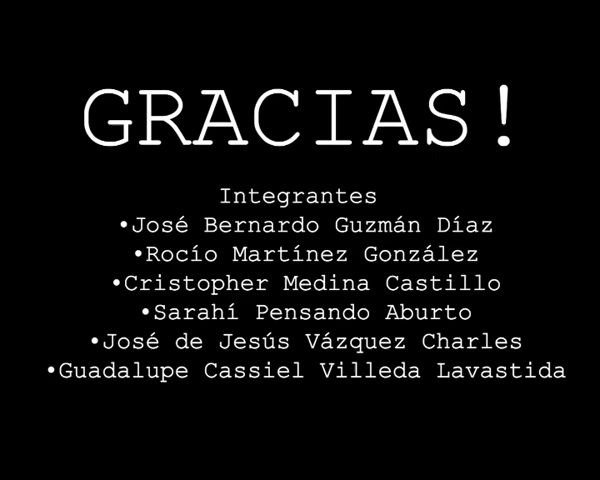 GRACIAS!
Integrantes
•José Bernardo Guzmán Díaz
•Rocío Martínez González
•Cristopher Medina Castillo
•Sarahí Pensando Aburto
•José de Jesús Vázquez Charles
•Guadalupe Cassiel Villeda Lavastida